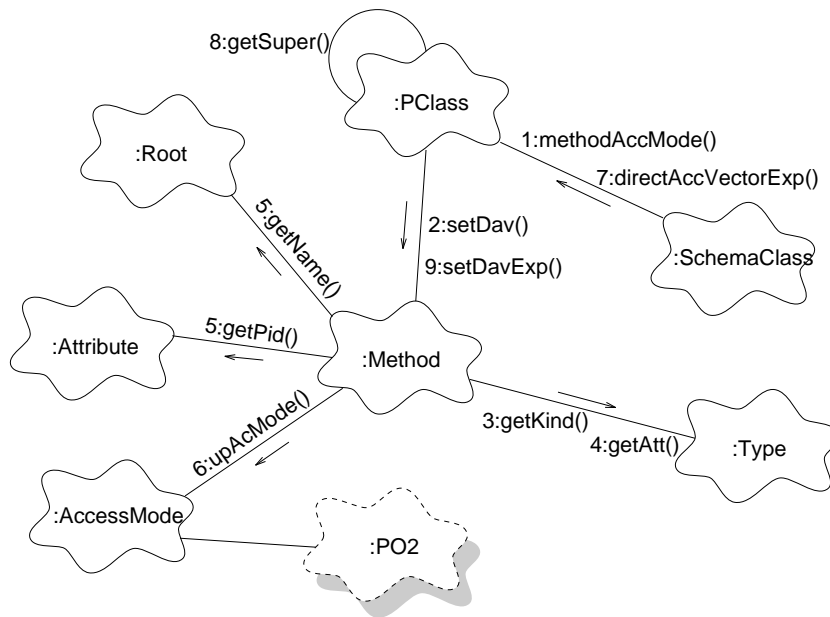 8:getSuper()
:PClass
1:methodAccMode()
:Root
7:directAccVectorExp()
5:getName()
2:setDav()
:SchemaClass
9:setDavExp()
5:getPid()
:Attribute
:Method
6:upAcMode()
3:getKind()
4:getAtt()
:Type
:AccessMode
:PO2